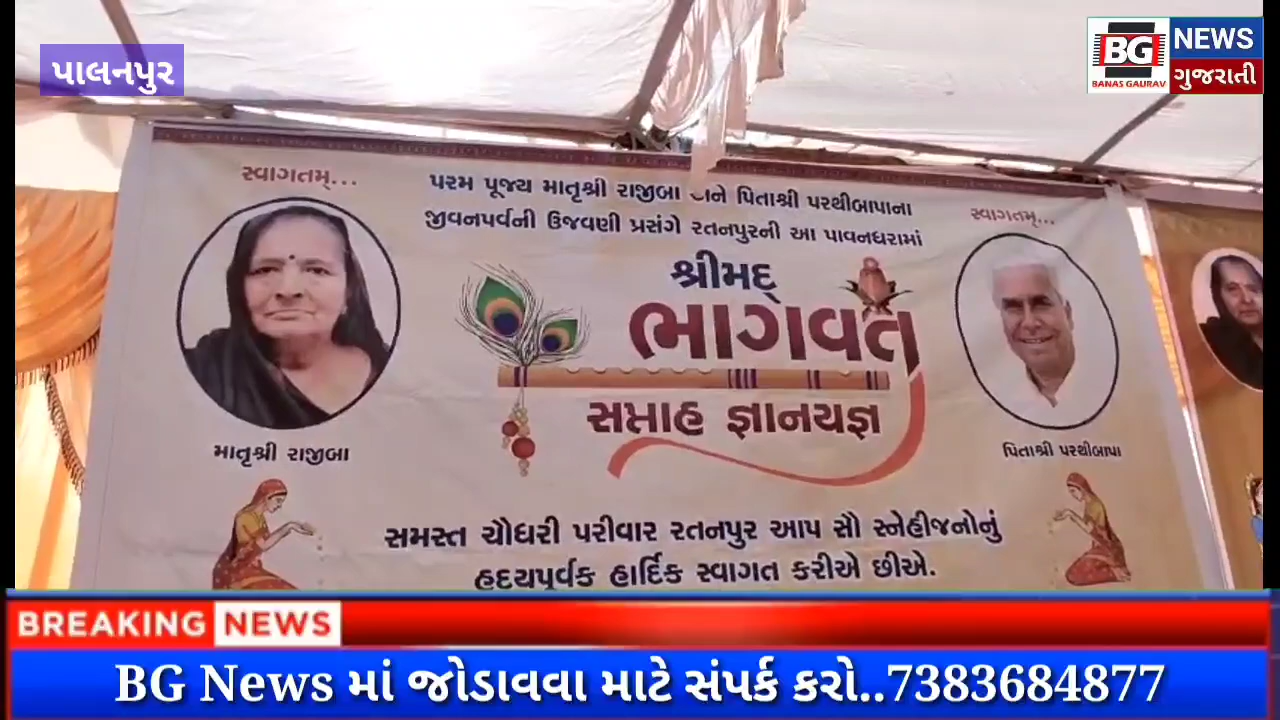 પાલનપુર
BG NEWS
BANAS GAURAV ગુજરાતી
સ્વાગતમ્...
પરમ પૂજ્ય માતૃશ્રી રાજીબા અને પિતાશ્રી પરથીબાપાના
સ્વાગતમ્...
જીવનપર્વની ઉજવણી પ્રસંગે રતનપુરની આ પાવનધરામાં
શ્રીમદ્
ભાગવત
સપ્તાહ જ્ઞાનયજ્ઞ
માતૃશ્રી રાજીબા
પિતાશ્રી પરથીબાપા
સમસ્ત ચૌધરી પરીવાર રતનપુર આપ સૌ સ્નેહીજનોનું
હદયપૂર્વક હાર્દિક સ્વાગત કરીએ છીએ.
BREAKING NEWS
BG News માં જોડાવવા માટે સંપર્ક કરો..7383684877